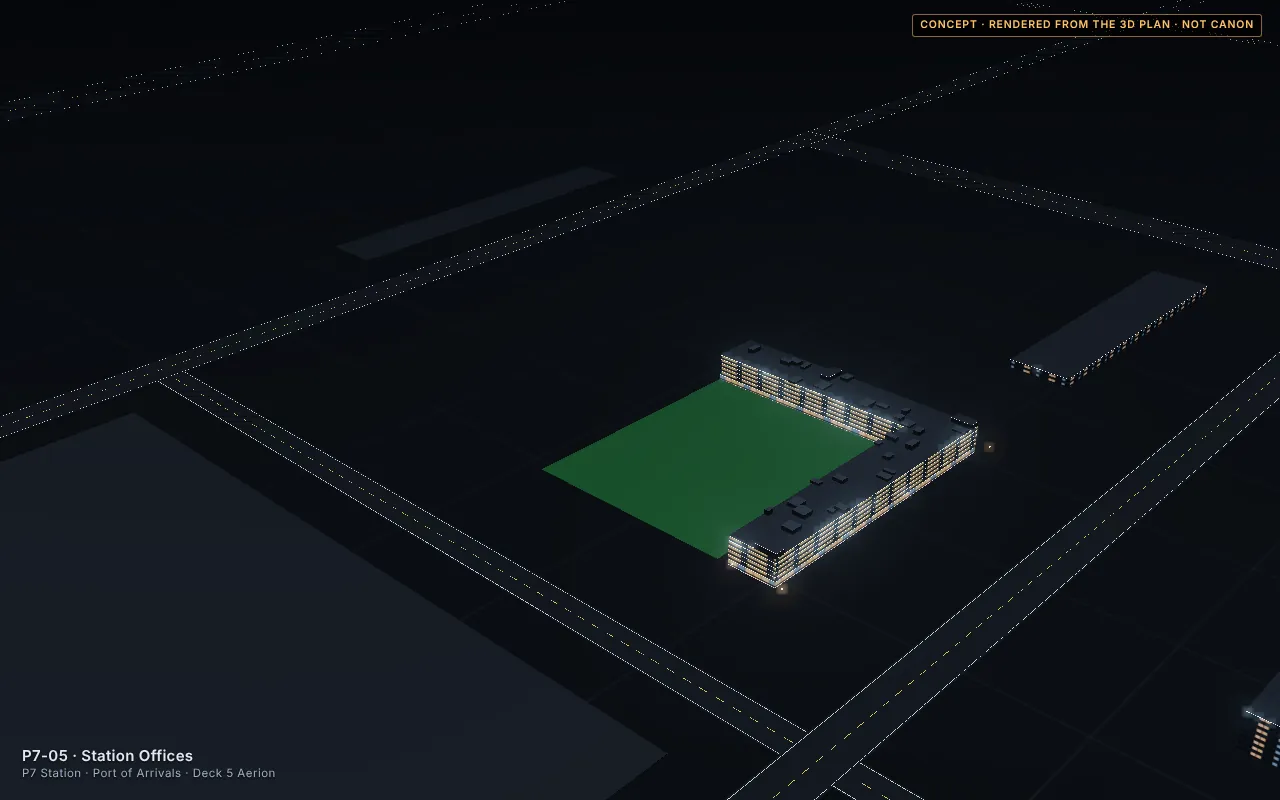 CONCEPT · RENDERED FROM THE 3D PLAN · NOT CANON
P7-05 · Station Offices
P7 Station · Port of Arrivals · Deck 5 Aerion